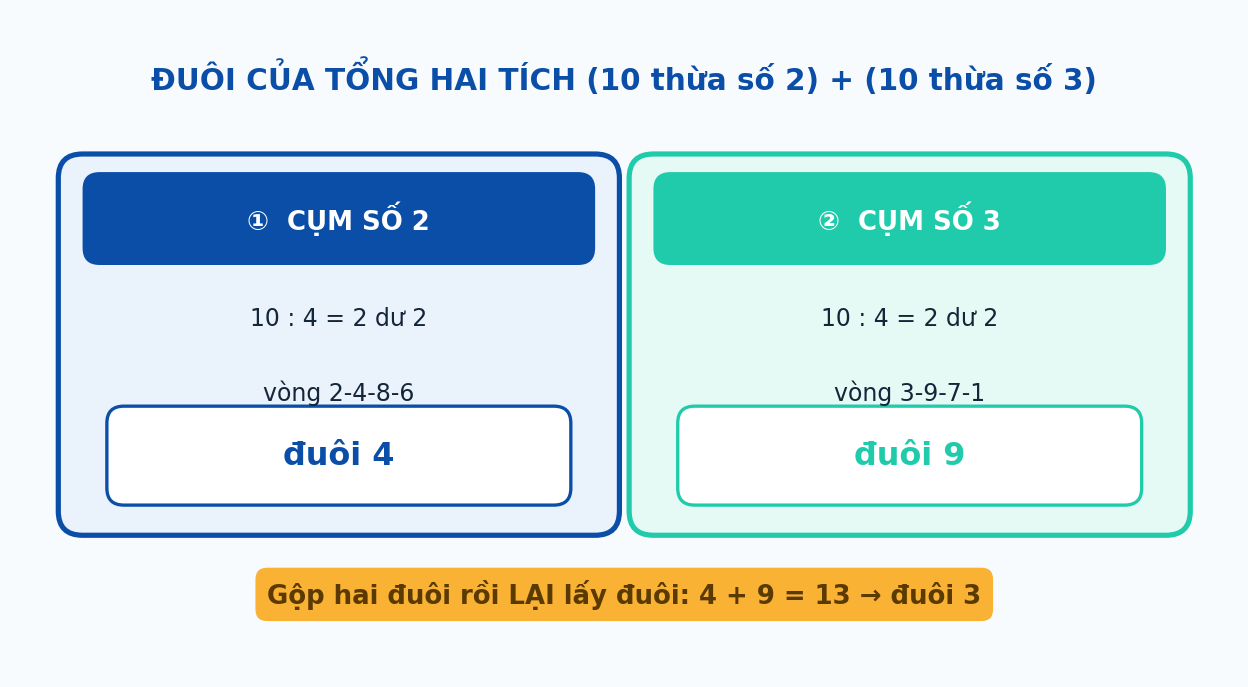 ĐUÔI CỦA TỔNG HAI TÍCH (10 thừa số 2) + (10 thừa số 3)
① CỤM SỐ 2
10 : 4 = 2 dư 2
vòng 2-4-8-6
đuôi 4
② CỤM SỐ 3
10 : 4 = 2 dư 2
vòng 3-9-7-1
đuôi 9
Gộp hai đuôi rồi LẠI lấy đuôi: 4 + 9 = 13 → đuôi 3